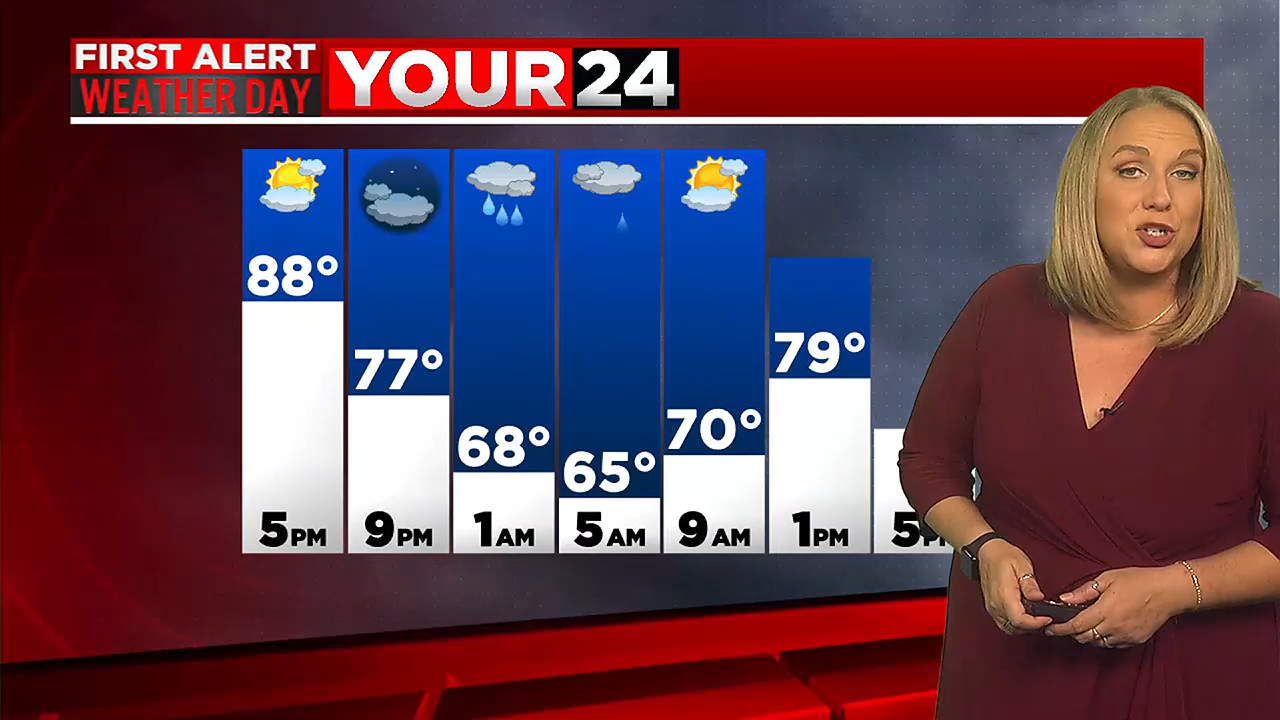 FIRST ALERT
WEATHER DAY
YOUR24
88° 77° 68° 65° 70° 79°
5PM 9PM 1AM 5AM 9AM 1PM